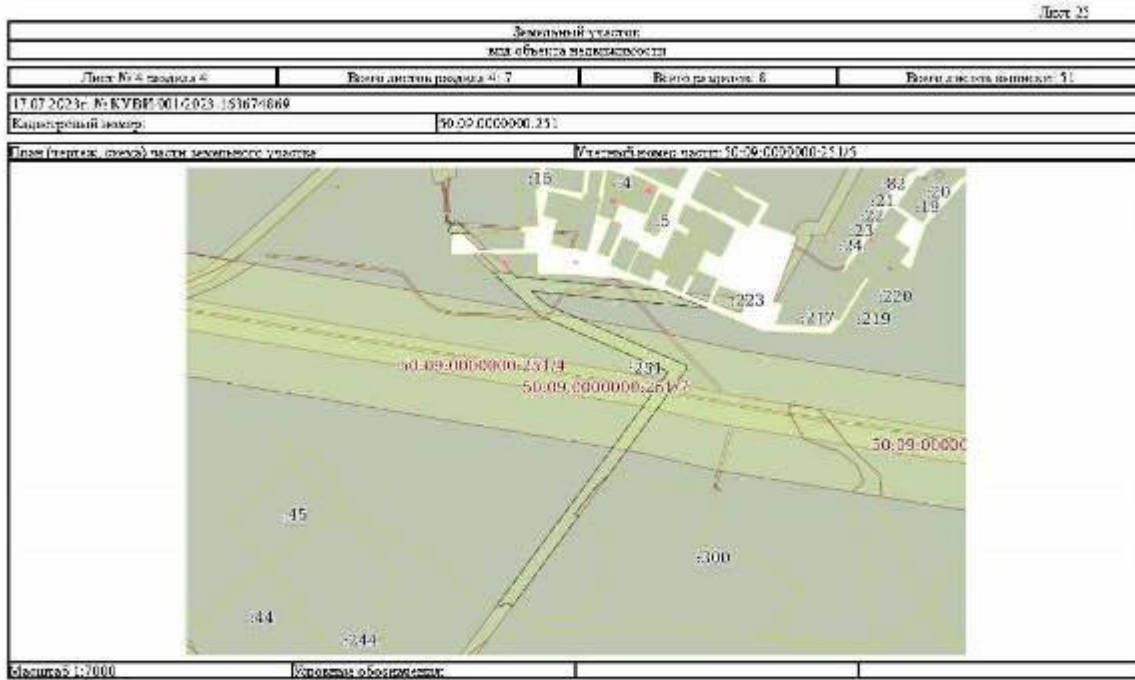 Лист 25
Земельный участок
вид объекта недвижимости
Лист № 4 раздела 4
Всего листов раздела 4: 7
Всего разделов: 8
Всего листов выписки: 51
17.07.2023г. № КУВИ-001/2023-163674869
Кадастровый номер:
50:09:0000000:251
План (чертеж, схема) части земельного участка
Учетный номер части: 50:09:0000000:251/5
:16
:4
:5
:82
:20
:21
:19
:22
:23
:24
:223
:220
:217
:219
50:09:0000000:251/4
:251
50:09:0000000:251/7
50:09:00000
:45
:300
:44
:244
Масштаб 1:7000
Условные обозначения: